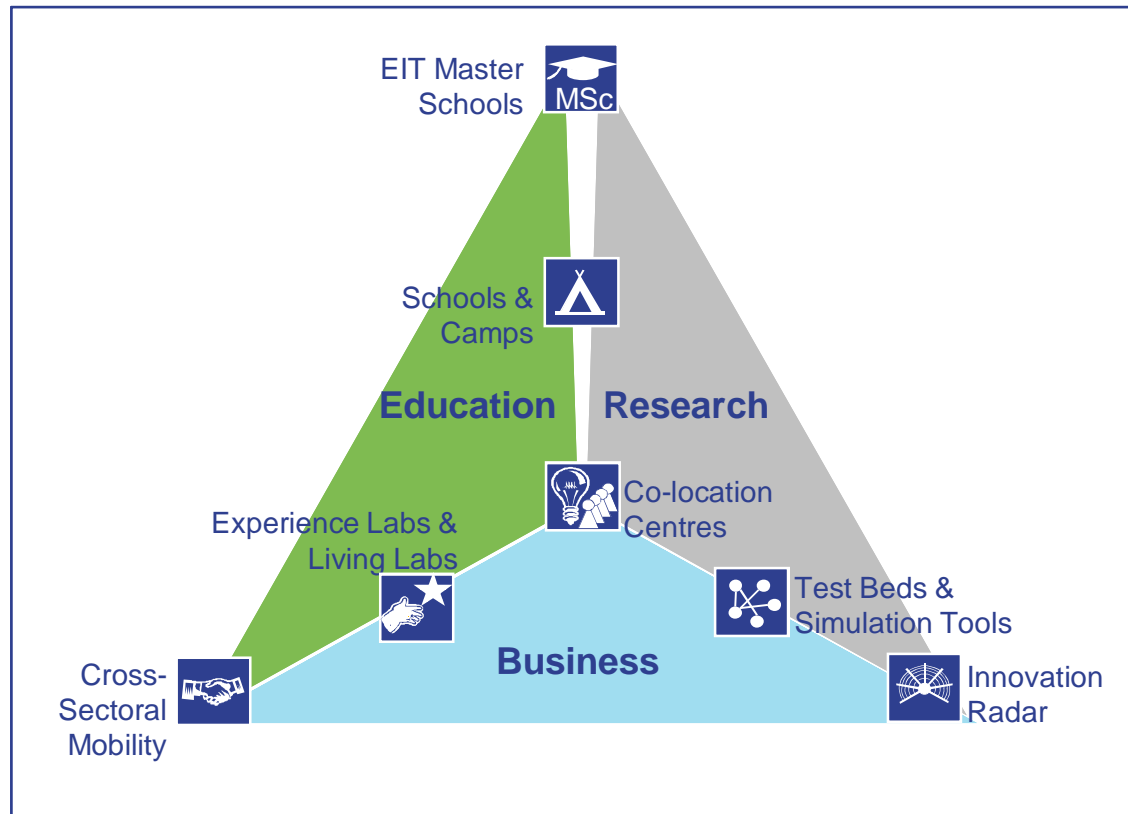 EIT Master
Schools
MSc
Schools &
Camps
Education
Research
Co-location
Centres
Experience Labs &
Living Labs
Test Beds &
Simulation Tools
Business
Cross-
Sectoral
Mobility
Innovation
Radar